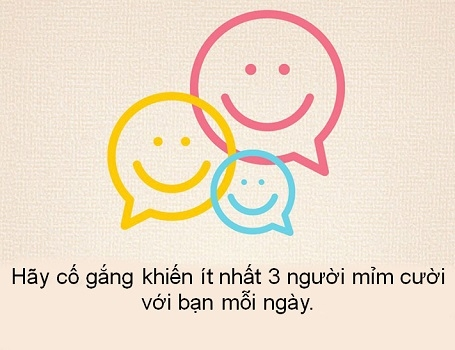 Hãy cố gắng khiến ít nhất 3 người mỉm cười
với bạn mỗi ngày.